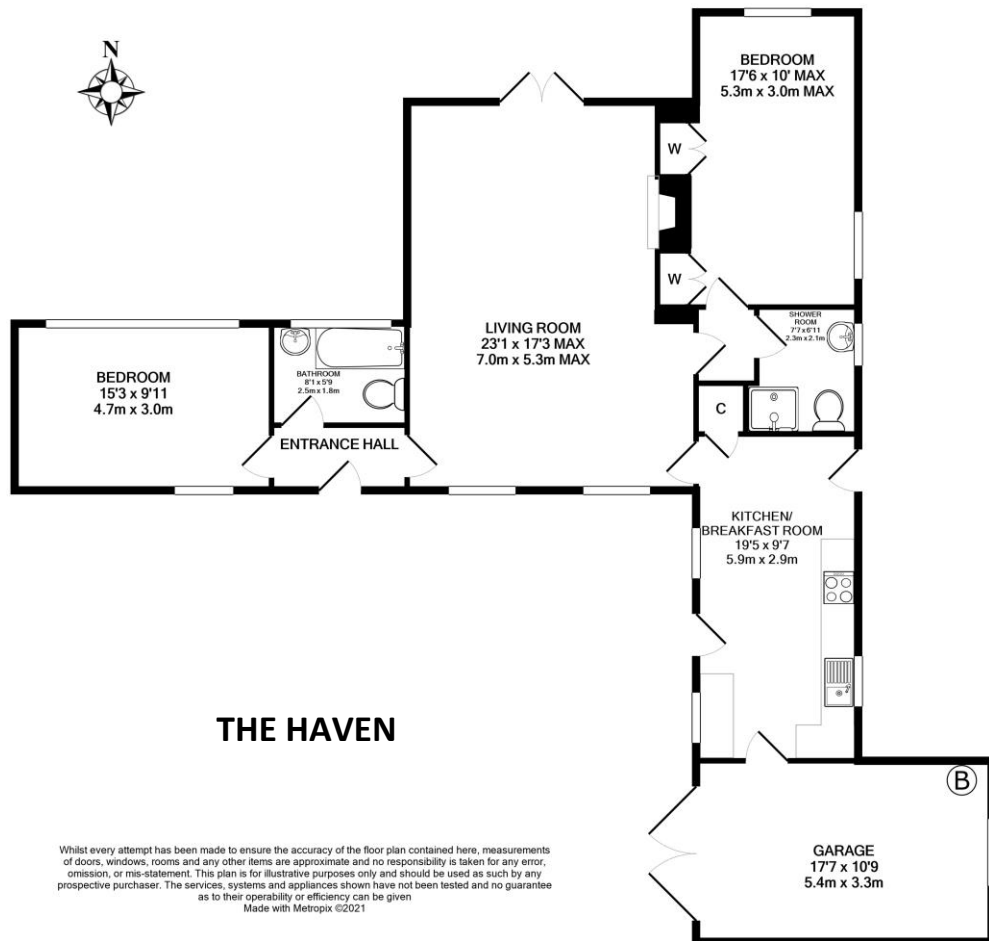 N
BEDROOM
17'6 x 10' MAX
5.3m x 3.0m MAX
W
W
LIVING ROOM
23'1 x 17'3 MAX
7.0m x 5.3m MAX
SHOWER
ROOM
7'7 x 6'11
2.3m x 2.1m
BEDROOM
15'3 x 9'11
4.7m x 3.0m
BATHROOM
8'1 x 5'9
2.5m x 1.8m
C
ENTRANCE HALL
KITCHEN/
BREAKFAST ROOM
19'5 x 9'7
5.9m x 2.9m
THE HAVEN
B
GARAGE
17'7 x 10'9
5.4m x 3.3m
Whilst every attempt has been made to ensure the accuracy of the floor plan contained here, measurements
of doors, windows, rooms and any other items are approximate and no responsibility is taken for any error,
omission, or mis-statement. This plan is for illustrative purposes only and should be used as such by any
prospective purchaser. The services, systems and appliances shown have not been tested and no guarantee
as to their operability or efficiency can be given
Made with Metropix ©2021